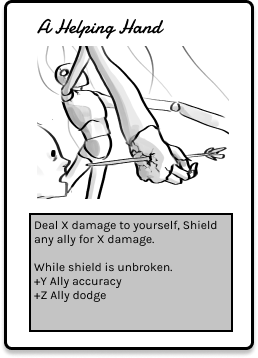 A Helping Hand
Deal X damage to yourself, Shield
any ally for X damage.
While shield is unbroken.
+Y Ally accuracy
+Z Ally dodge